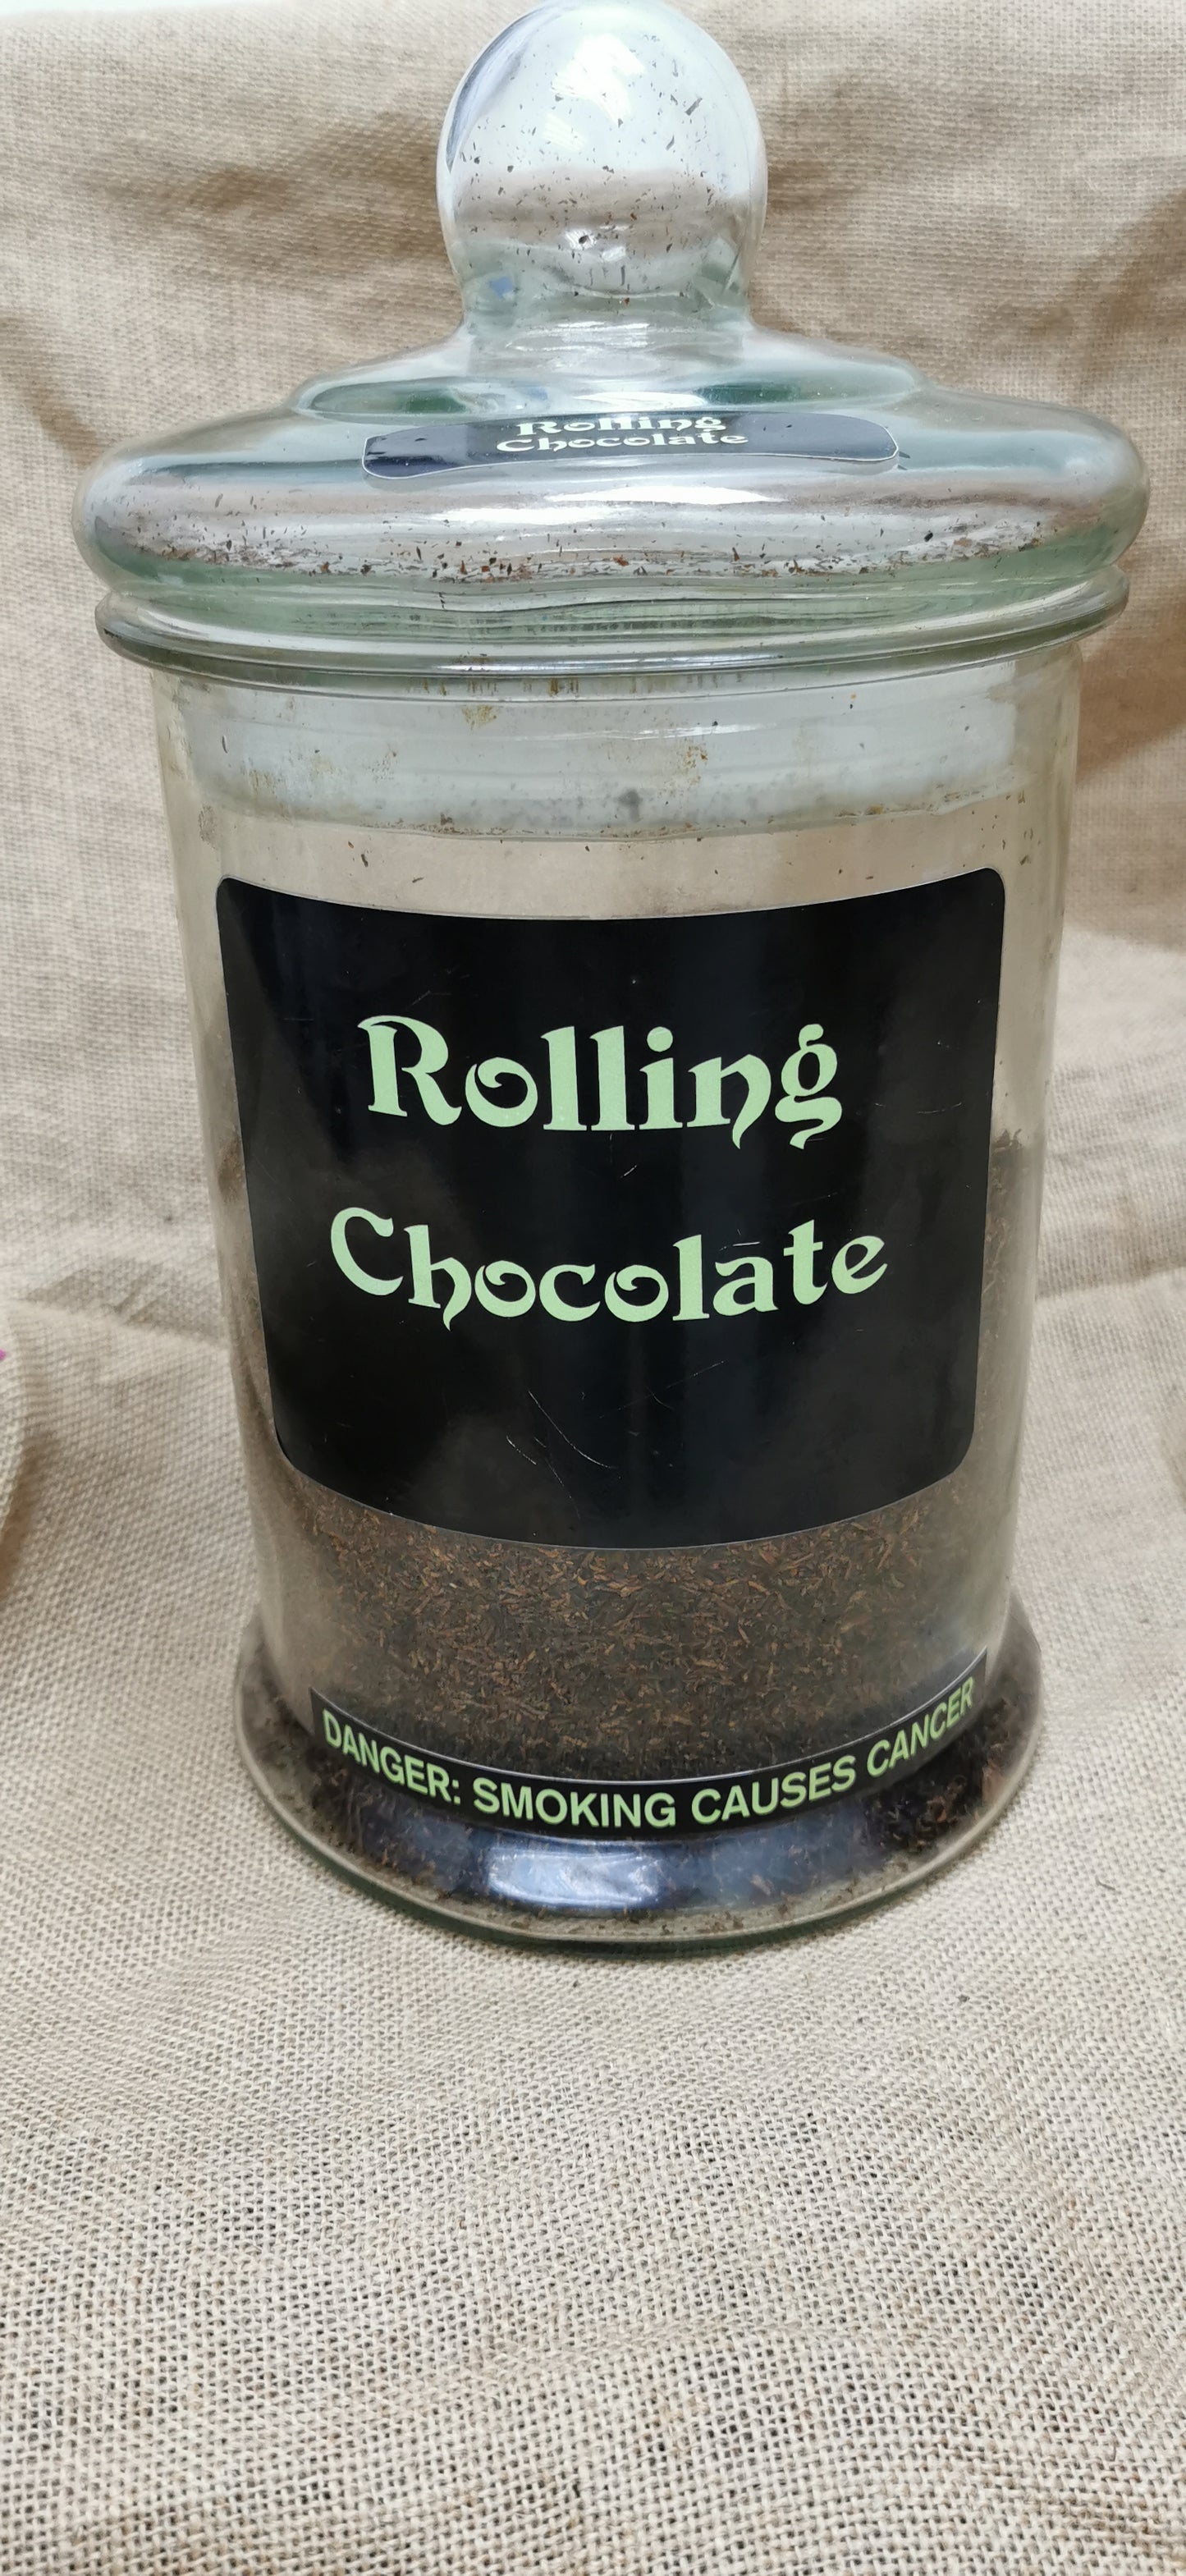 Rolling
Chocolate
Rolling
Chocolate
DANGER: SMOKING CAUSES CANCER